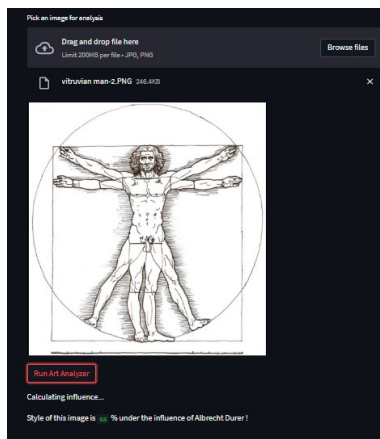 Pick an image for analysis
Drag and drop file here
Limit 200MB per file • JPG, PNG
Browse files
vitruvian man-2.PNG 246.4KB
Run Art Analyzer
Calculating influence...
Style of this image is % under the influence of Albrecht Durer !